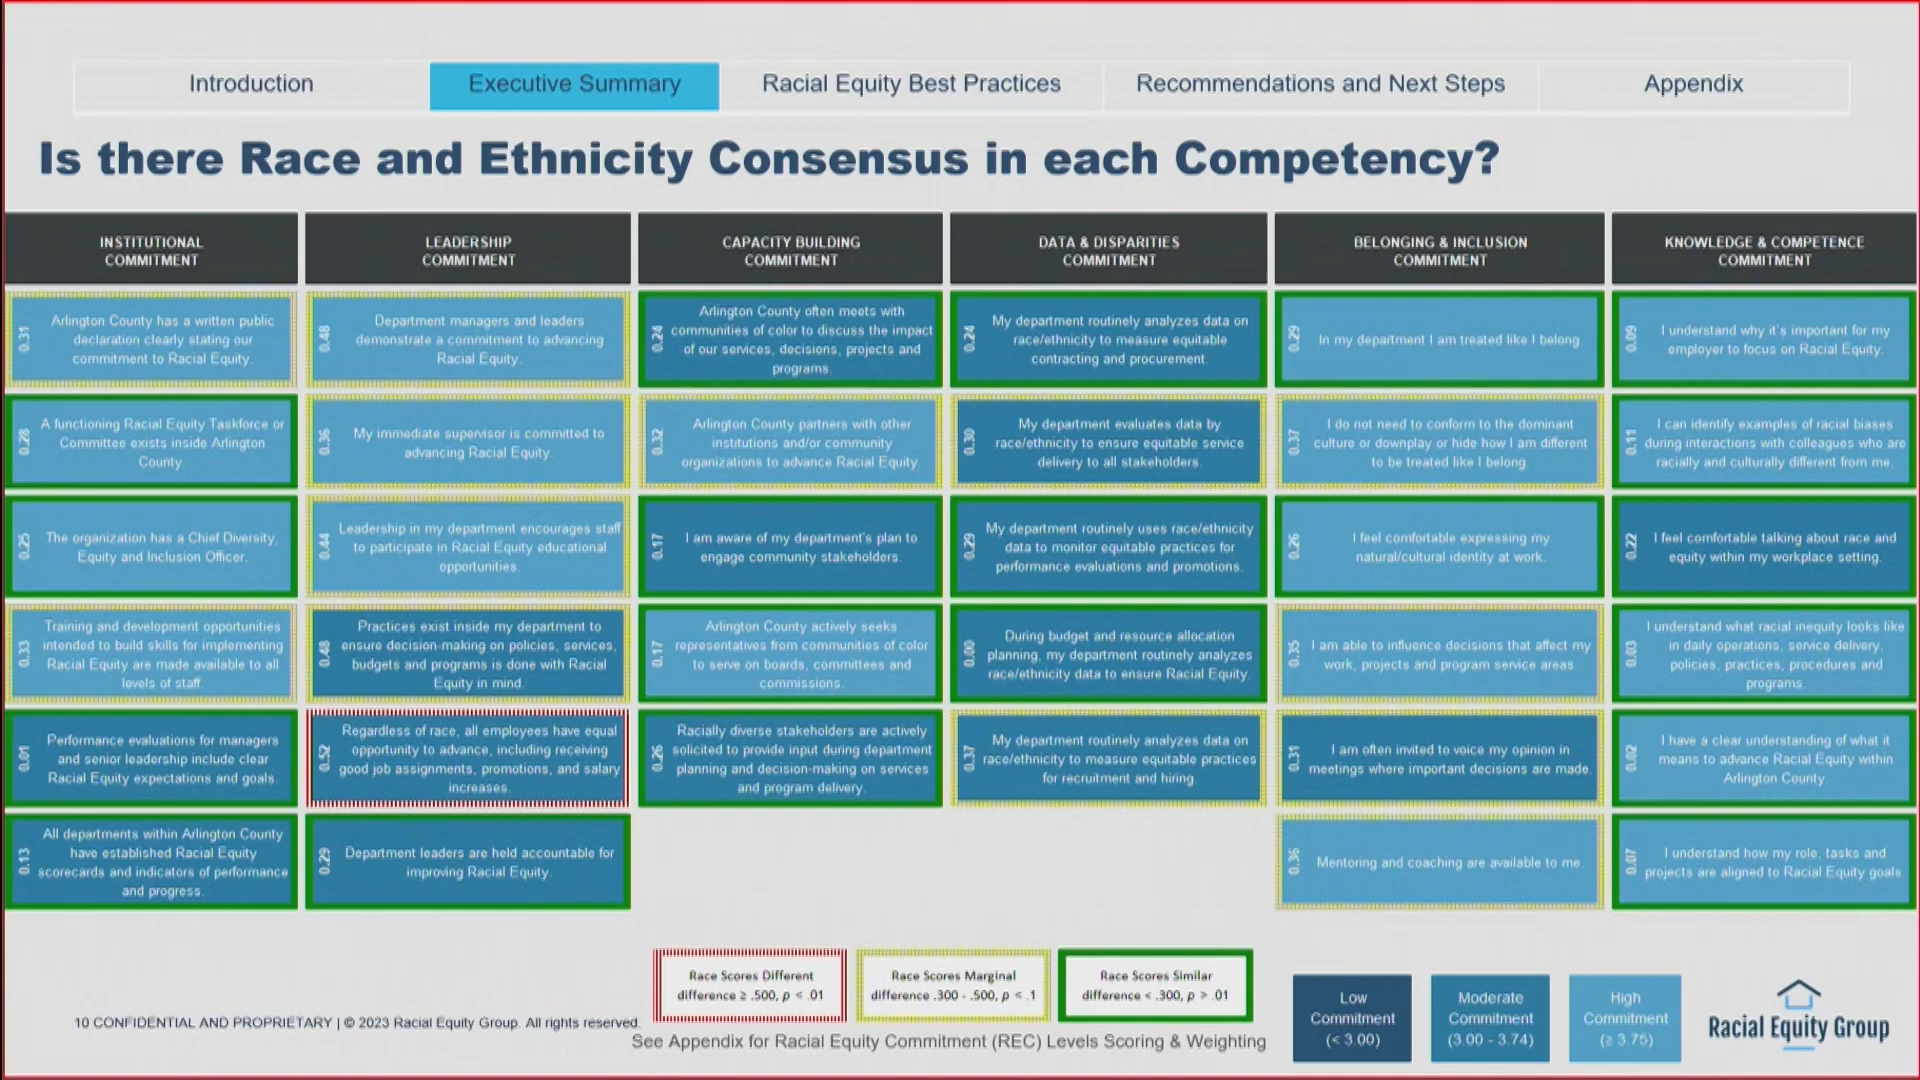 Introduction
Executive Summary
Racial Equity Best Practices
Recommendations and Next Steps
Appendix
Is there Race and Ethnicity Consensus in each Competency?
INSTITUTIONAL
COMMITMENT
0.31
Arlington County has a written public
declaration clearly stating our
commitment to Racial Equity.
0.28
A functioning Racial Equity Taskforce or
Committee exists inside Arlington
County.
0.25
The organization has a Chief Diversity,
Equity and Inclusion Officer.
0.33
Training and development opportunities
intended to build skills for implementing
Racial Equity are made available to all
levels of staff.
0.01
Performance evaluations for managers
and senior leadership include clear
Racial Equity expectations and goals.
0.13
All departments within Arlington County
have established Racial Equity
scorecards and indicators of performance
and progress.
LEADERSHIP
COMMITMENT
0.48
Department managers and leaders
demonstrate a commitment to advancing
Racial Equity.
0.36
My immediate supervisor is committed to
advancing Racial Equity.
0.44
Leadership in my department encourages staff
to participate in Racial Equity educational
opportunities.
0.48
Practices exist inside my department to
ensure decision-making on policies, services,
budgets and programs is done with Racial
Equity in mind.
0.52
Regardless of race, all employees have equal
opportunity to advance, including receiving
good job assignments, promotions, and salary
increases.
0.29
Department leaders are held accountable for
improving Racial Equity.
CAPACITY BUILDING
COMMITMENT
0.24
Arlington County often meets with
communities of color to discuss the impact
of our services, decisions, projects and
programs.
0.32
Arlington County partners with other
institutions and/or community
organizations to advance Racial Equity.
0.17
I am aware of my department's plan to
engage community stakeholders.
0.17
Arlington County actively seeks
representatives from communities of color
to serve on boards, committees and
commissions.
0.26
Racially diverse stakeholders are actively
solicited to provide input during department
planning and decision-making on services
and program delivery.
DATA & DISPARITIES
COMMITMENT
0.24
My department routinely analyzes data on
race/ethnicity to measure equitable
contracting and procurement.
0.30
My department evaluates data by
race/ethnicity to ensure equitable service
delivery to all stakeholders.
0.29
My department routinely uses race/ethnicity
data to monitor equitable practices for
performance evaluations and promotions.
0.00
During budget and resource allocation
planning, my department routinely analyzes
race/ethnicity data to ensure Racial Equity.
0.37
My department routinely analyzes data on
race/ethnicity to measure equitable practices
for recruitment and hiring.
BELONGING & INCLUSION
COMMITMENT
0.29
In my department I am treated like I belong.
0.37
I do not need to conform to the dominant
culture or downplay or hide how I am different
to be treated like I belong.
0.26
I feel comfortable expressing my
natural/cultural identity at work.
0.35
I am able to influence decisions that affect my
work, projects and program service areas.
0.31
I am often invited to voice my opinion in
meetings where important decisions are made.
0.36
Mentoring and coaching are available to me.
KNOWLEDGE & COMPETENCE
COMMITMENT
0.09
I understand why it's important for my
employer to focus on Racial Equity.
0.11
I can identify examples of racial biases
during interactions with colleagues who are
racially and culturally different from me.
0.22
I feel comfortable talking about race and
equity within my workplace setting.
0.03
I understand what racial inequity looks like
in daily operations, service delivery,
policies, practices, procedures and
programs.
0.02
I have a clear understanding of what it
means to advance Racial Equity within
Arlington County.
0.07
I understand how my role, tasks and
projects are aligned to Racial Equity goals
Race Scores Different
difference ≥ .500, p < .01
Race Scores Marginal
difference .300 - .500, p < .1
Race Scores Similar
difference < .300, p > .01
Low
Commitment
(< 3.00)
Moderate
Commitment
(3.00 - 3.74)
High
Commitment
(≥ 3.75)
10 CONFIDENTIAL AND PROPRIETARY | © 2023 Racial Equity Group. All rights reserved.
See Appendix for Racial Equity Commitment (REC) Levels Scoring & Weighting
Racial Equity Group